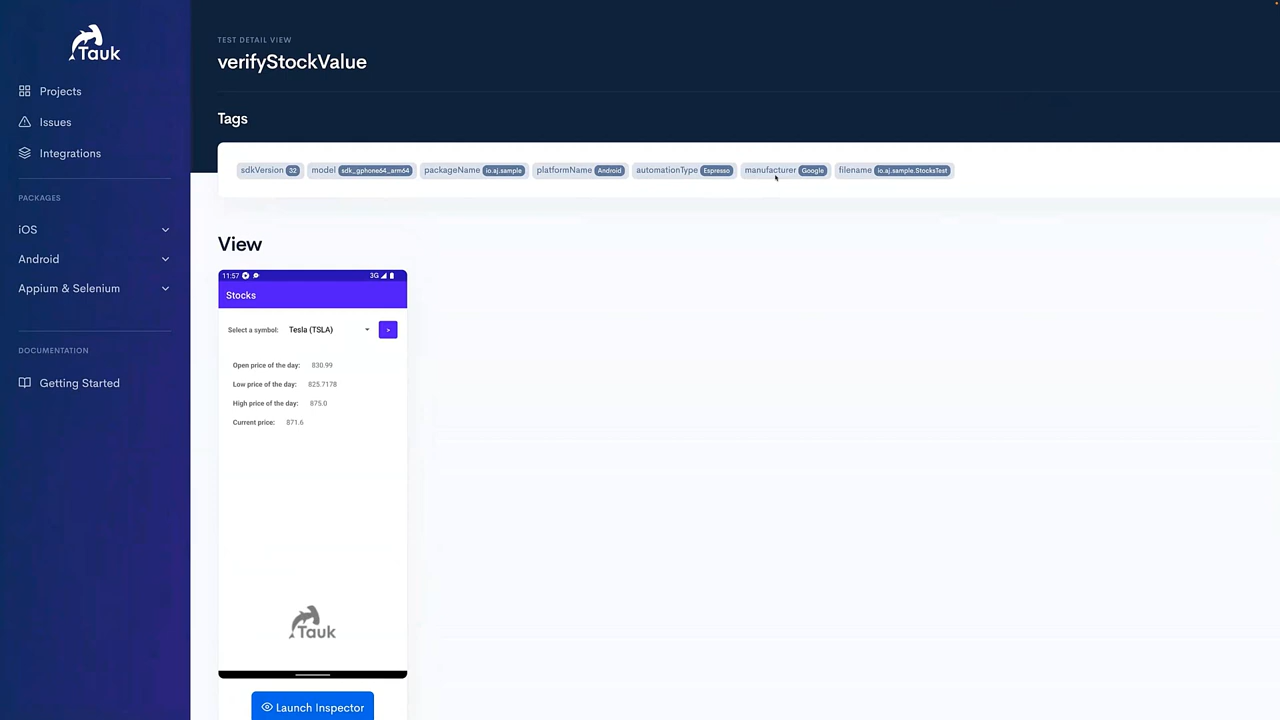 Tauk
Projects
Issues
Integrations
PACKAGES
iOS
Android
Appium & Selenium
DOCUMENTATION
Getting Started
TEST DETAIL VIEW
verifyStockValue
Tags
sdkVersion 32 model sdk_gphone64_arm64 packageName io.aj.sample platformName Android automationType Espresso manufacturer Google filename io.aj.sample.StocksTest
View
11:57 3G
Stocks
Select a symbol: Tesla (TSLA) >
Open price of the day: 830.99
Low price of the day: 825.7178
High price of the day: 875.0
Current price: 871.6
Tauk
Launch Inspector